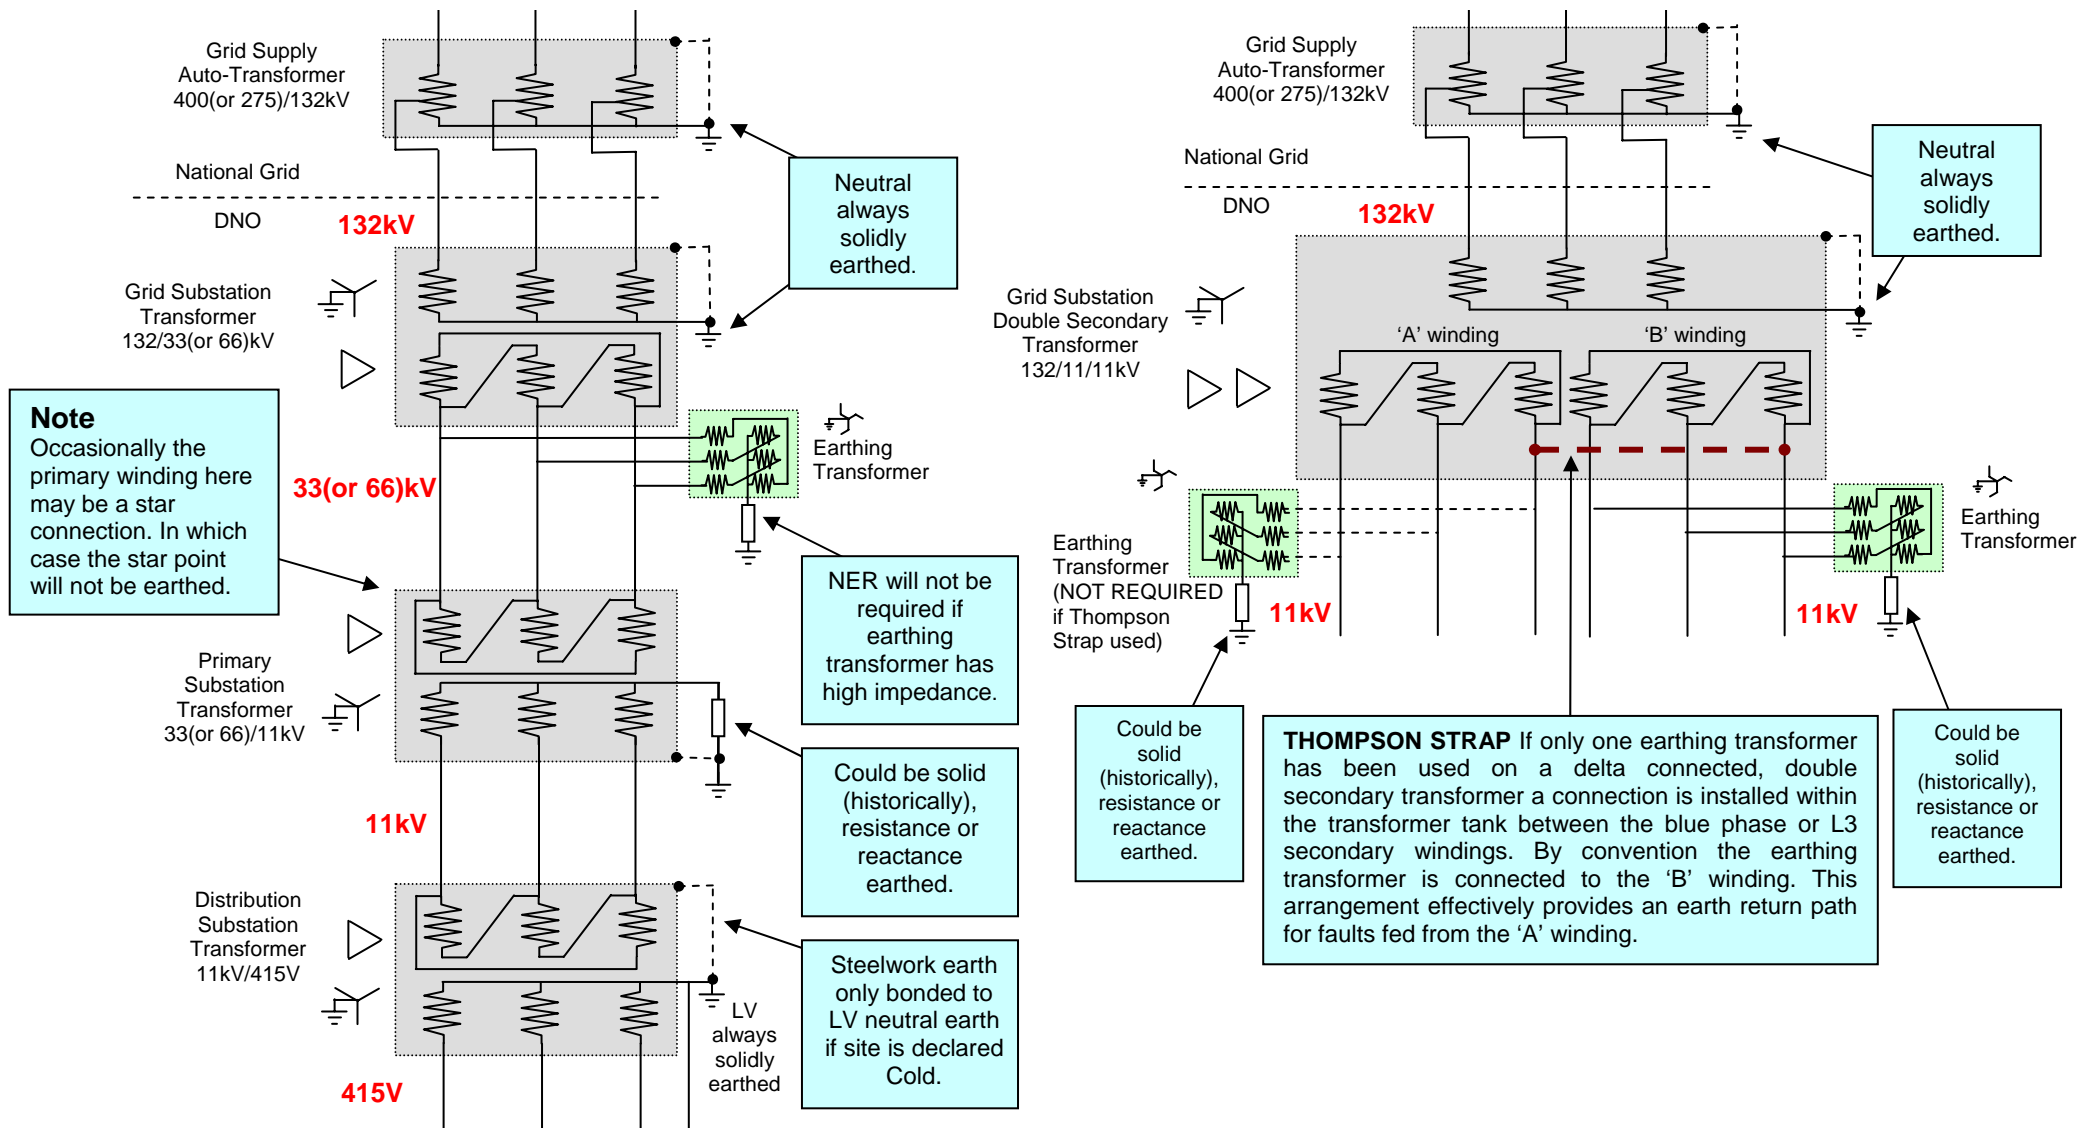 Grid Supply
Auto-Transformer
400(or 275)/132kV
National Grid
DNO
132kV
Neutral
always
solidly
earthed.
Grid Substation
Transformer
132/33(or 66)kV
Note
Occasionally the
primary winding here
may be a star
connection. In which
case the star point
will not be earthed.
33(or 66)kV
Earthing
Transformer
NER will not be
required if
earthing
transformer has
high impedance.
Primary
Substation
Transformer
33(or 66)/11kV
Could be solid
(historically),
resistance or
reactance
earthed.
11kV
Distribution
Substation
Transformer
11kV/415V
Steelwork earth
only bonded to
LV neutral earth
if site is declared
Cold.
LV
always
solidly
earthed
415V
Grid Supply
Auto-Transformer
400(or 275)/132kV
National Grid
DNO
132kV
Neutral
always
solidly
earthed.
Grid Substation
Double Secondary
Transformer
132/11/11kV
‘A’ winding
‘B’ winding
Earthing
Transformer
(NOT REQUIRED
if Thompson
Strap used)
11kV
11kV
Earthing
Transformer
Could be
solid
(historically),
resistance or
reactance
earthed.
THOMPSON STRAP If only one earthing transformer
has been used on a delta connected, double
secondary transformer a connection is installed within
the transformer tank between the blue phase or L3
secondary windings. By convention the earthing
transformer is connected to the ‘B’ winding. This
arrangement effectively provides an earth return path
for faults fed from the ‘A’ winding.
Could be
solid
(historically),
resistance or
reactance
earthed.